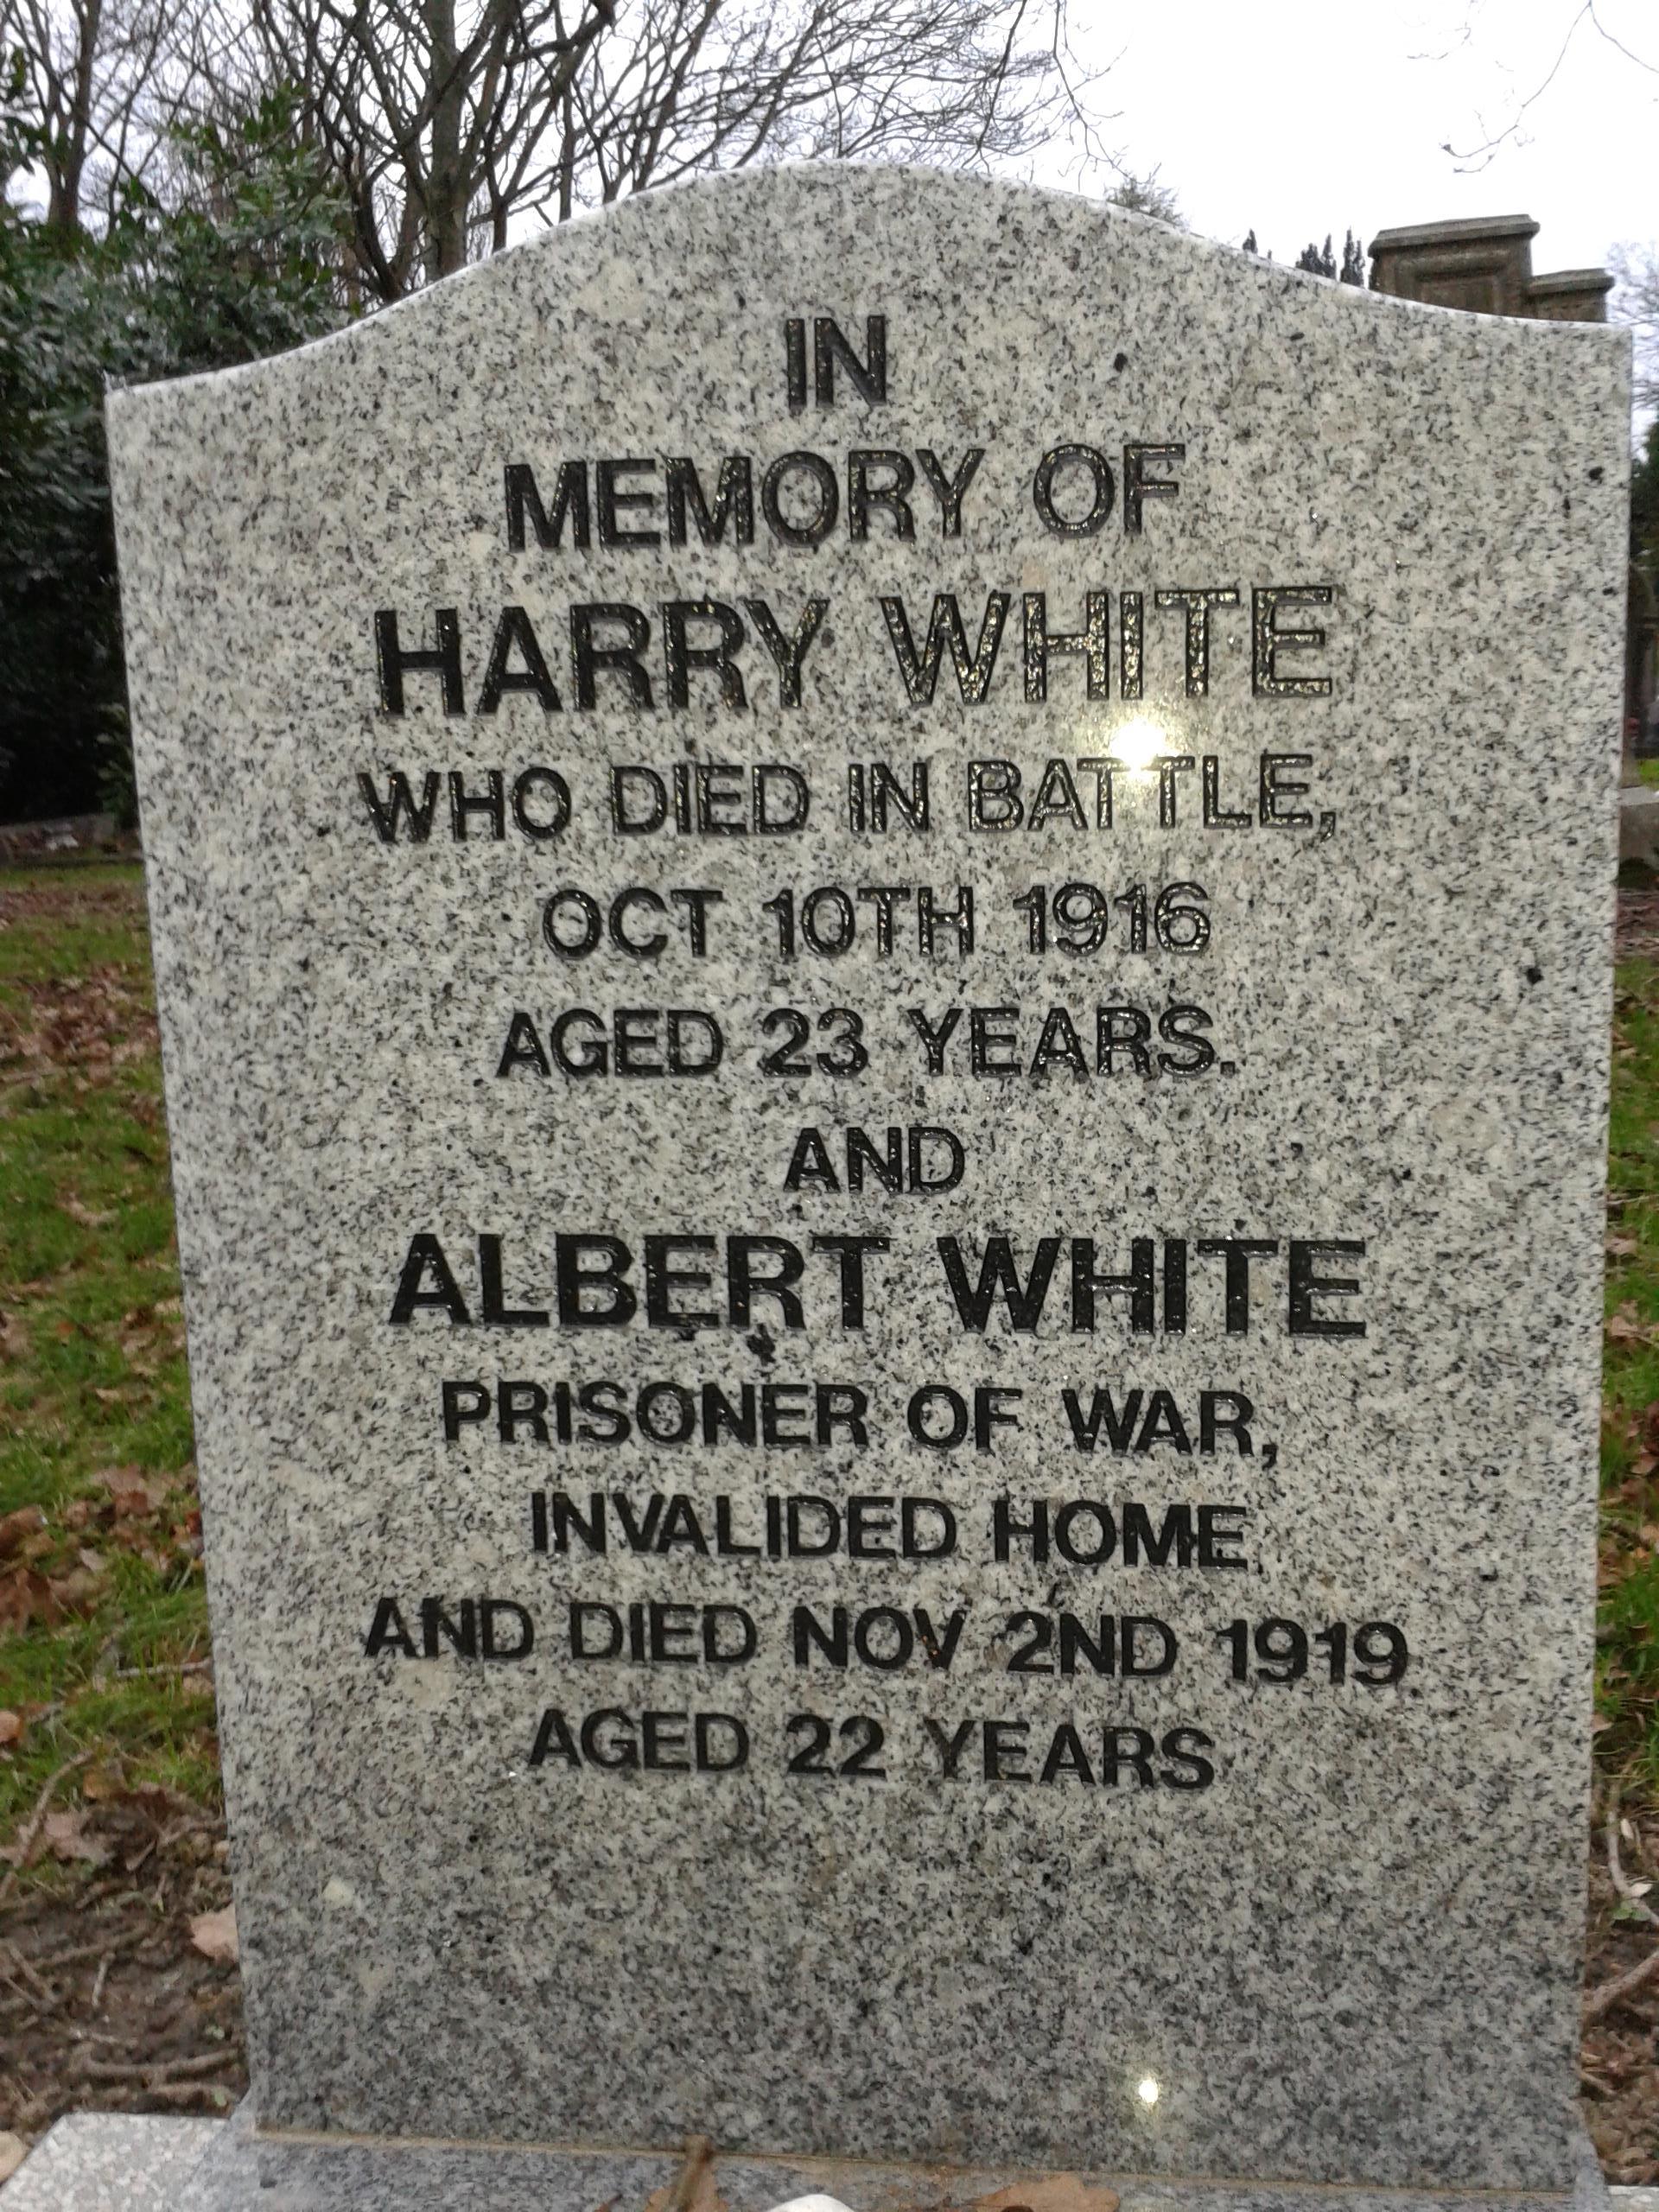 IN
MEMORY OF
HARRY WHITE
WHO DIED IN BATTLE,
OCT 10TH 1916
AGED 23 YEARS.
AND
ALBERT WHITE
PRISONER OF WAR,
INVALIDED HOME
AND DIED NOV 2ND 1919
AGED 22 YEARS